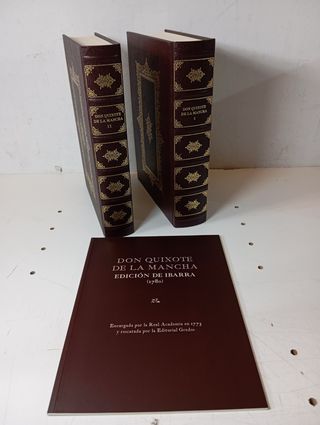 DON QUIXOTE
DE LA MANCHA
II
DON QUIXOTE
DE LA MANCHA
DON QUIXOTE
DE LA MANCHA
EDICIÓN DE IBARRA
(1780)
Encargada por la Real Academia en 1773
y rescatada por la Editorial Gredos